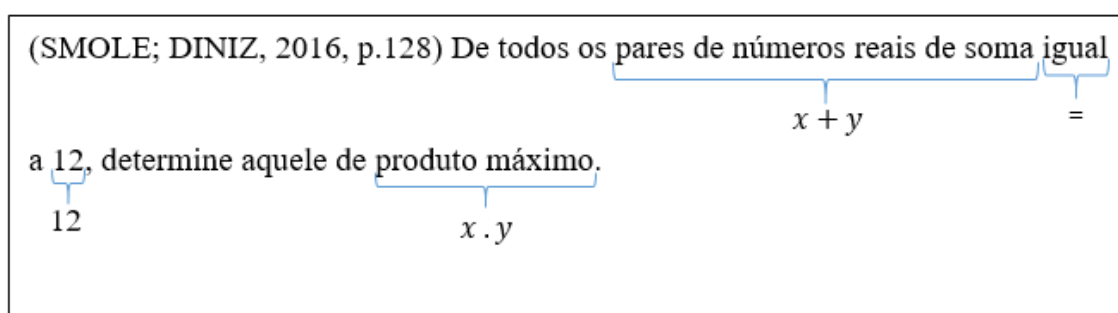 (SMOLE; DINIZ, 2016, p.128) De todos os pares de números reais de soma igual
x + y =
a 12, determine aquele de produto máximo.
12 x . y